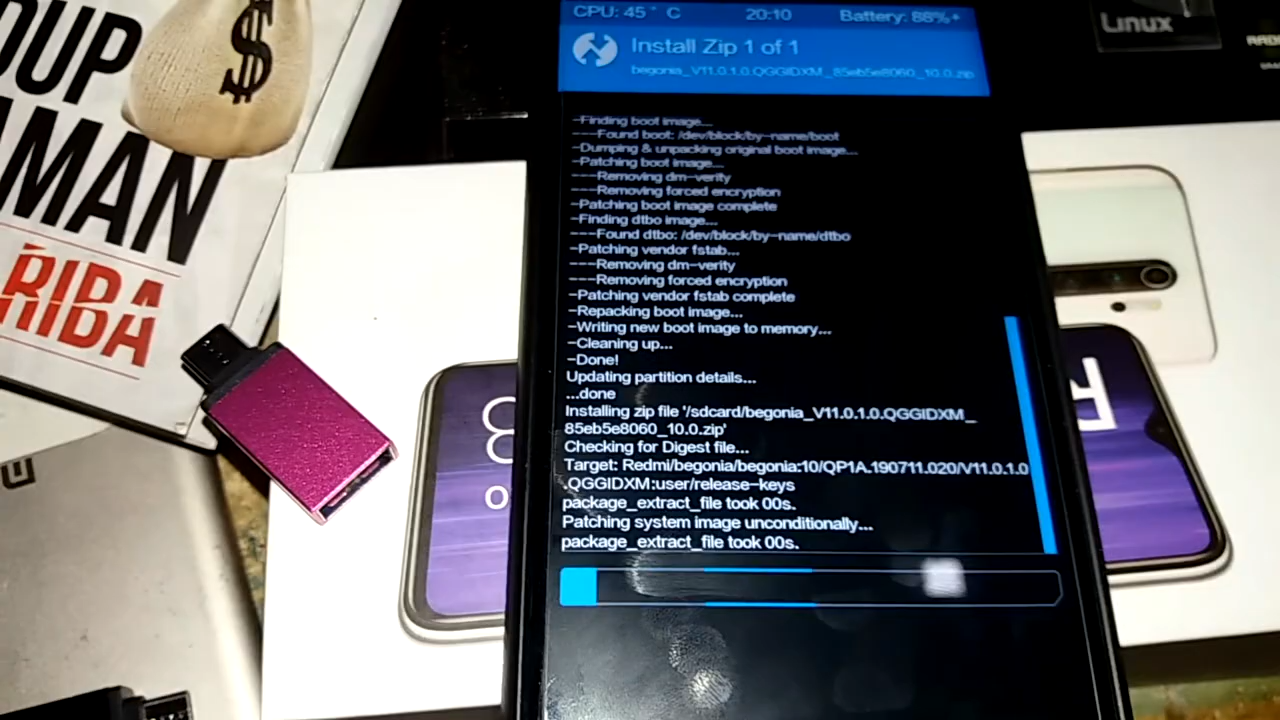 CPU: 45° C 20:10 Battery: 88%+
Install Zip 1 of 1
begonia_V11.0.1.0.QGGIDXM_85eb5e8060_10.0.zip
-Finding boot image...
---Found boot: /dev/block/by-name/boot
-Dumping & unpacking original boot image...
-Patching boot image...
---Removing dm-verity
---Removing forced encryption
-Patching boot image complete
-Finding dtbo image...
---Found dtbo: /dev/block/by-name/dtbo
-Patching vendor fstab...
---Removing dm-verity
---Removing forced encryption
-Patching vendor fstab complete
-Repacking boot image...
-Writing new boot image to memory...
-Cleaning up...
-Done!
Updating partition details...
...done
Installing zip file '/sdcard/begonia_V11.0.1.0.QGGIDXM_
85eb5e8060_10.0.zip'
Checking for Digest file...
Target: Redmi/begonia/begonia:10/QP1A.190711.020/V11.0.1.0
.QGGIDXM:user/release-keys
package_extract_file took 00s.
Patching system image unconditionally...
package_extract_file took 00s.
$
RIBA
Linux